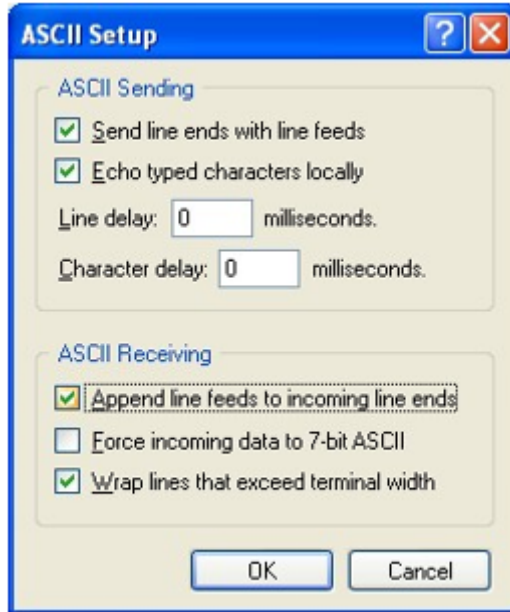 ASCII Setup ?
ASCII Sending
Send line ends with line feeds
Echo typed characters locally
Line delay: 0 milliseconds.
Character delay: 0 milliseconds.
ASCII Receiving
Append line feeds to incoming line ends
Force incoming data to 7-bit ASCII
Wrap lines that exceed terminal width
OK Cancel